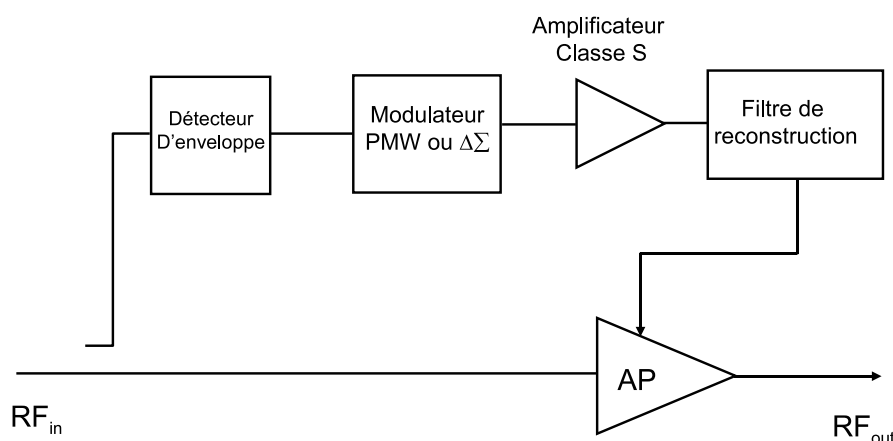 Amplificateur
Classe S
Détecteur
D'enveloppe
Modulateur
PMW ou ΔΣ
Filtre de
reconstruction
AP
RFin
RFout